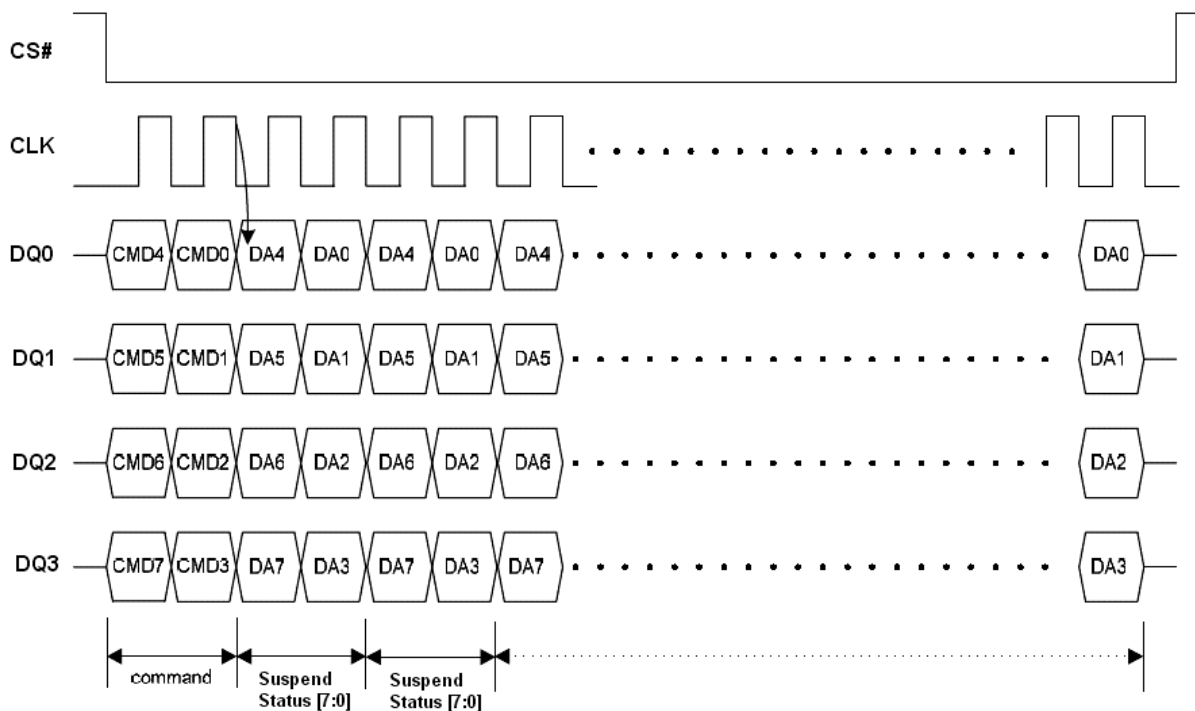 CS#
CLK
DQ0 CMD4 CMD0 DA4 DA0 DA4 DA0 DA4 DA0
DQ1 CMD5 CMD1 DA5 DA1 DA5 DA1 DA5 DA1
DQ2 CMD6 CMD2 DA6 DA2 DA6 DA2 DA6 DA2
DQ3 CMD7 CMD3 DA7 DA3 DA7 DA3 DA7 DA3
command Suspend Suspend
Status [7:0] Status [7:0]